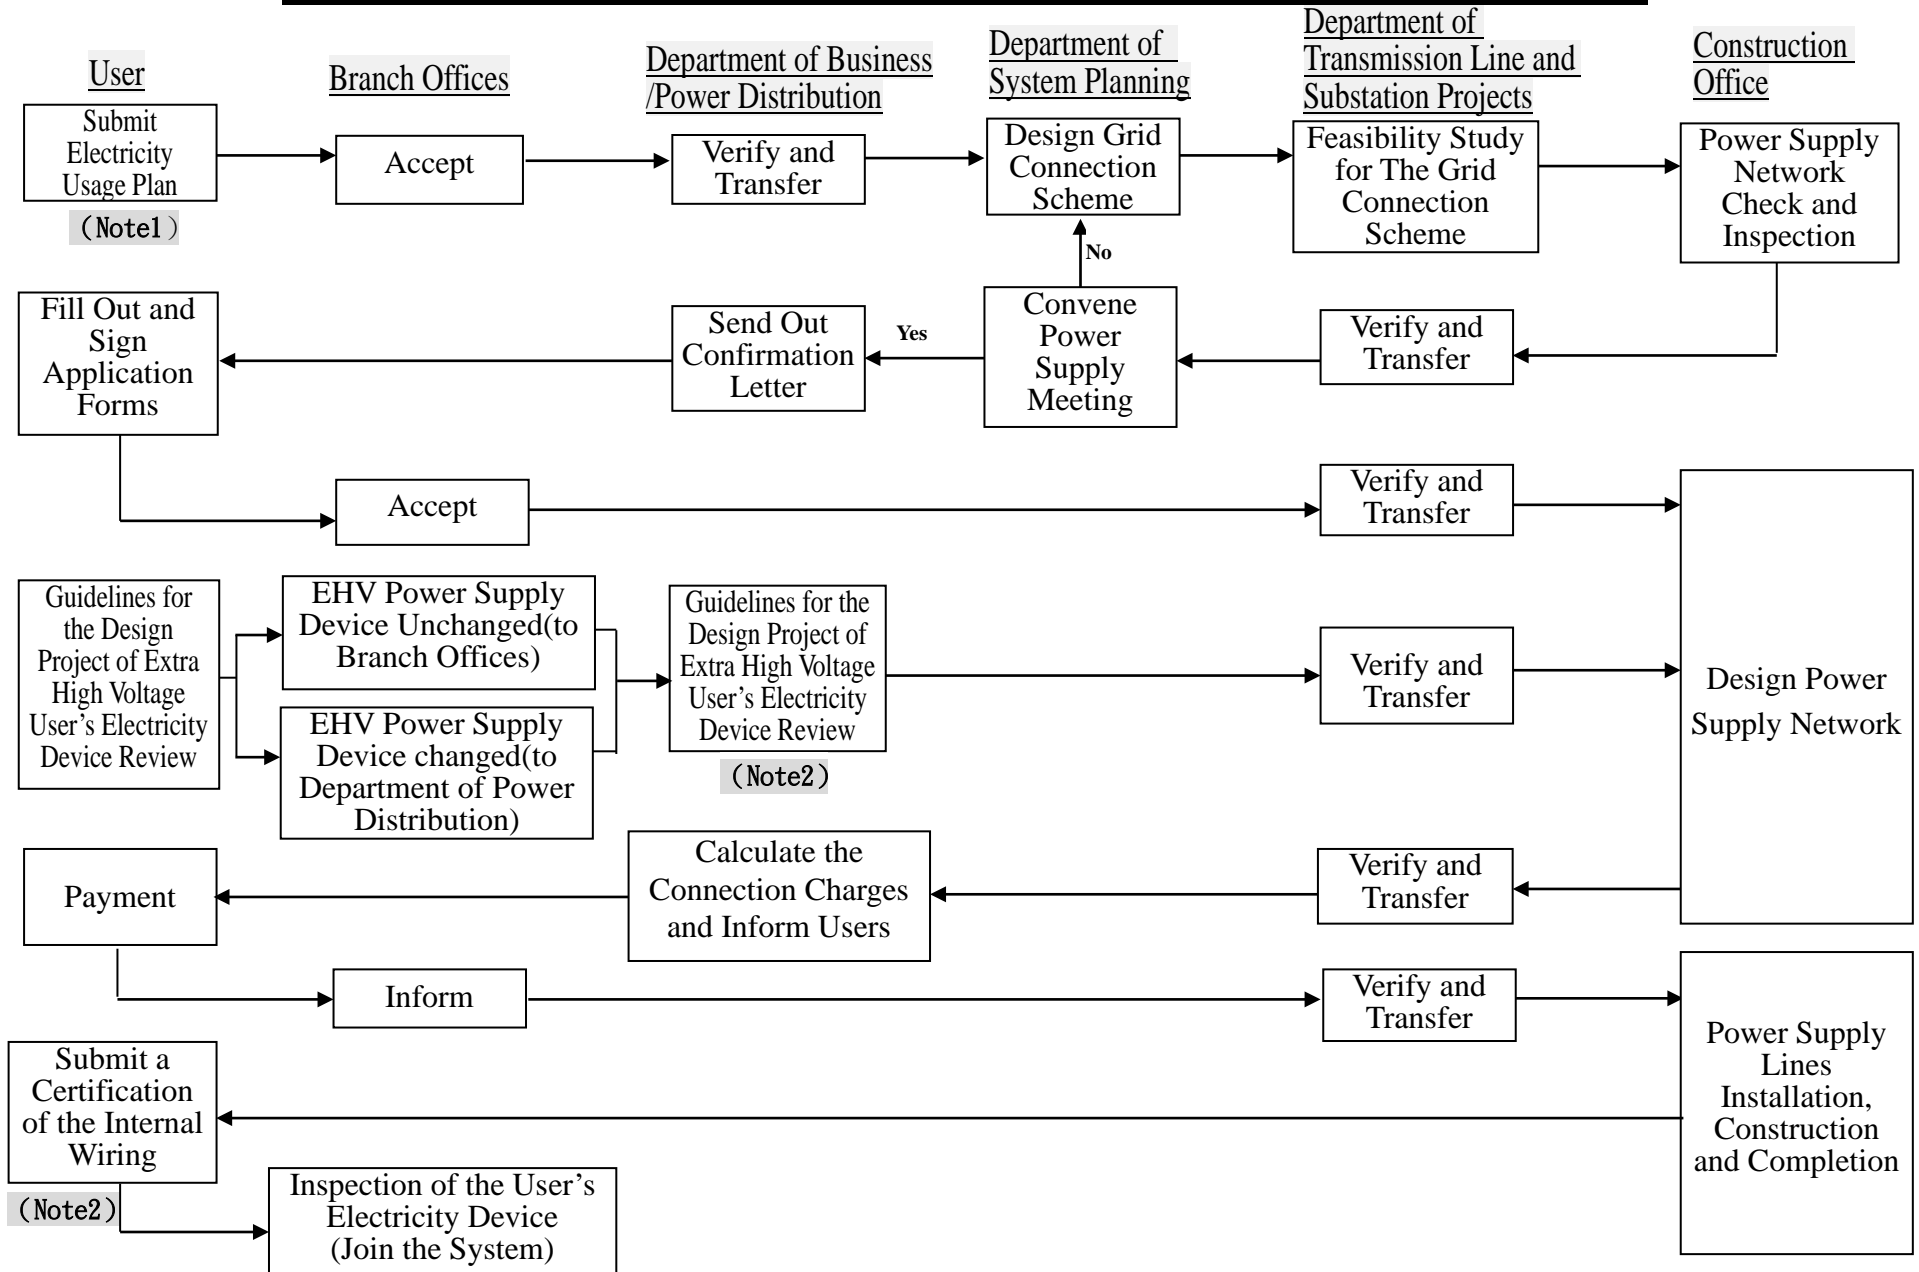 User
Branch Offices
Department of Business
/Power Distribution
Department of
System Planning
Department of
Transmission Line and
Substation Projects
Construction
Office
Submit
Electricity
Usage Plan
(Note1)
Accept
Verify and
Transfer
Design Grid
Connection
Scheme
Feasibility Study
for The Grid
Connection
Scheme
Power Supply
Network
Check and
Inspection
No
Fill Out and
Sign
Application
Forms
Send Out
Confirmation
Letter
Yes
Convene
Power
Supply
Meeting
Verify and
Transfer
Accept
Verify and
Transfer
Guidelines for
the Design
Project of Extra
High Voltage
User’s Electricity
Device Review
EHV Power Supply
Device Unchanged(to
Branch Offices)
EHV Power Supply
Device changed(to
Department of Power
Distribution)
Guidelines for the
Design Project of
Extra High Voltage
User’s Electricity
Device Review
(Note2)
Verify and
Transfer
Design Power
Supply Network
Payment
Calculate the
Connection Charges
and Inform Users
Verify and
Transfer
Inform
Verify and
Transfer
Power Supply
Lines
Installation,
Construction
and Completion
Submit a
Certification
of the Internal
Wiring
(Note2)
Inspection of the User’s
Electricity Device
(Join the System)